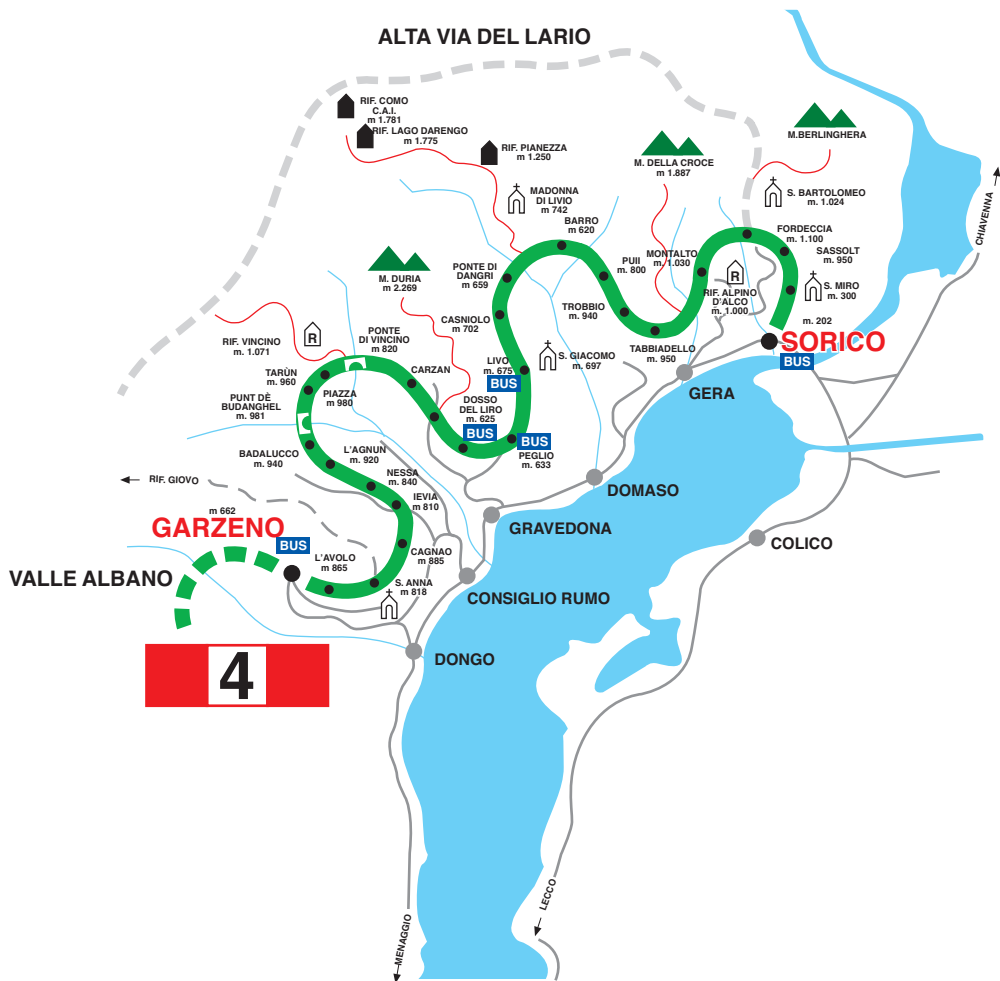 ALTA VIA DEL LARIO
RIF. COMO
C.A.I.
m 1.781
RIF. LAGO DARENGO
m 1.775
RIF. PIANEZZA
m 1.250
M.BERLINGHERA
M. DELLA CROCE
m 1.887
S. BARTOLOMEO
m. 1.024
MADONNA
DI LIVIO
m 742
CHIAVENNA
BARRO
m 620
FORDECCIA
m. 1.100
SASSOLT
m. 950
PUII
m. 800
MONTALTO
m. 1.030
PONTE DI
DANGRI
m 659
M. DURIA
m 2.269
R
RIF. ALPINO
D'ALCO
m. 1.000
S. MIRO
m. 300
TROBBIO
m. 940
CASNIOLO
m 702
m. 202
SORICO
BUS
TABBIADELLO
m. 950
R
RIF. VINCINO
m. 1.071
PONTE
DI VINCINO
m 820
S. GIACOMO
m. 697
LIVO
m. 675
BUS
CARZAN
TARÙN
m. 960
PIAZZA
m 980
GERA
PUNT DÈ
BUDANGHEL
m. 981
DOSSO
DEL LIRO
m. 625
BUS
BUS
PEGLIO
m. 633
BADALUCCO
m. 940
L'AGNUN
m. 920
NESSA
m. 840
IEVIA
m 810
RIF. GIOVO
DOMASO
m 662
GARZENO
BUS
GRAVEDONA
COLICO
L'AVOLO
m 865
CAGNAO
m 885
VALLE ALBANO
S. ANNA
m 818
CONSIGLIO RUMO
DONGO
4
LECCO
MENAGGIO